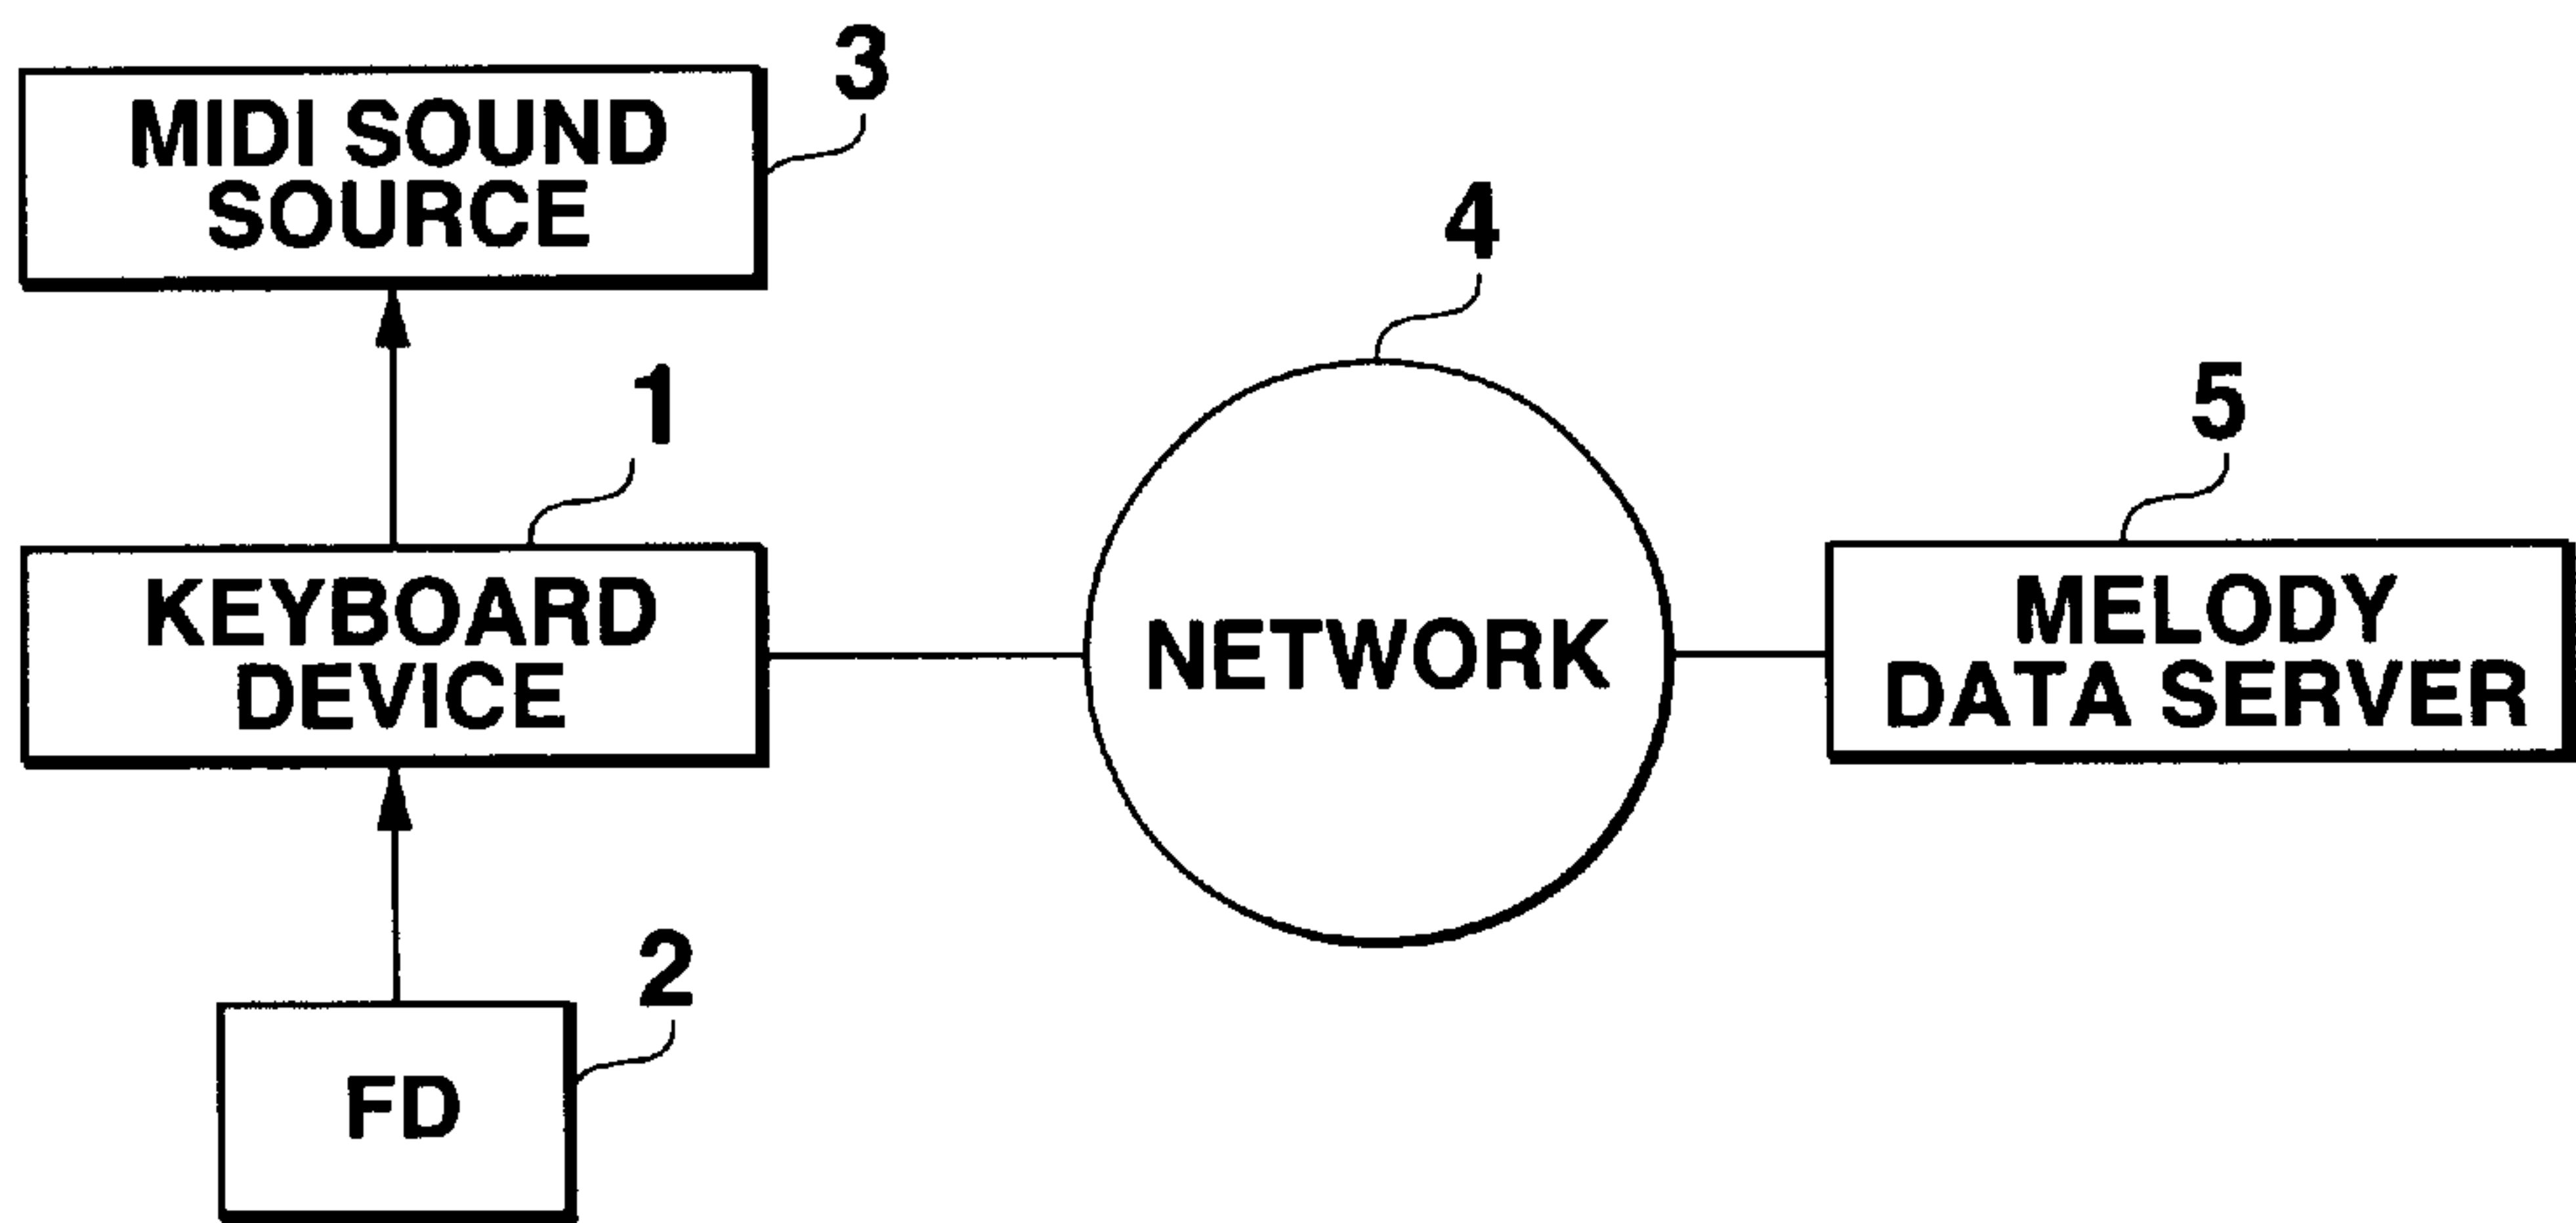 3
MIDI SOUND
SOURCE
4
1
5
KEYBOARD
DEVICE
NETWORK
MELODY
DATA SERVER
2
FD